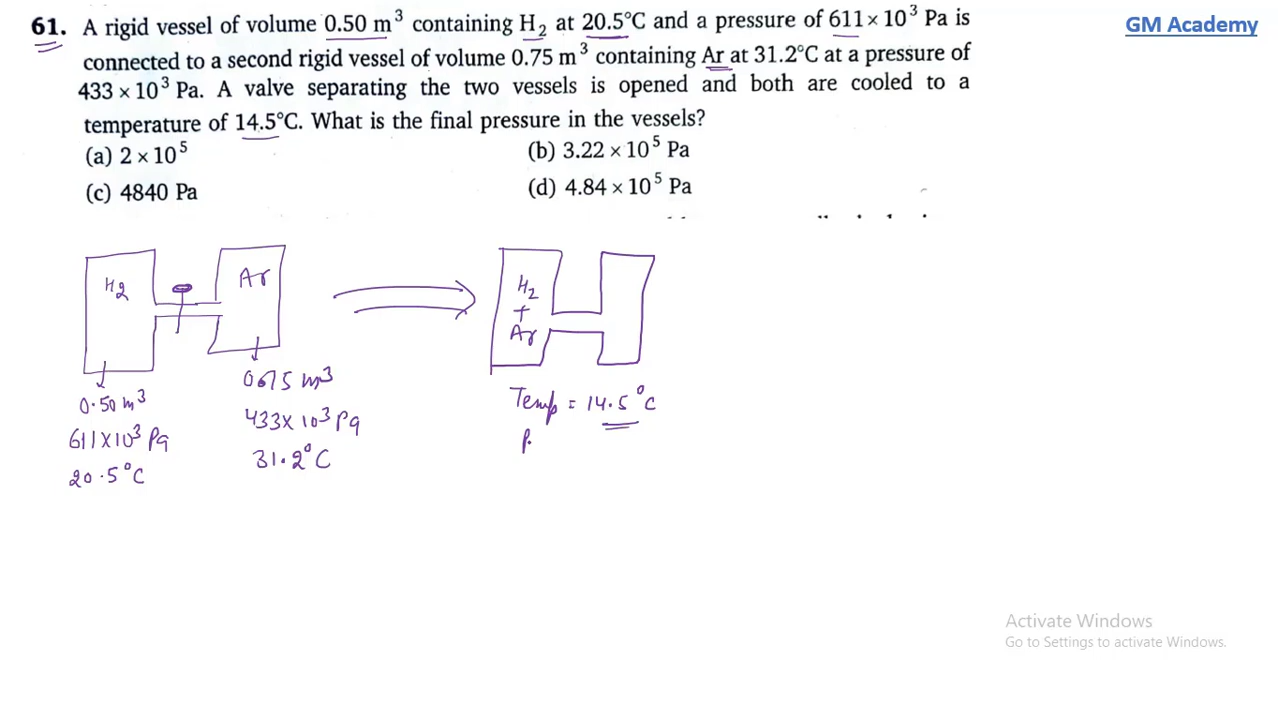 GM Academy
61. A rigid vessel of volume 0.50 m³ containing H₂ at 20.5°C and a pressure of 611 × 10³ Pa is
connected to a second rigid vessel of volume 0.75 m³ containing Ar at 31.2°C at a pressure of
433 × 10³ Pa. A valve separating the two vessels is opened and both are cooled to a
temperature of 14.5°C. What is the final pressure in the vessels?
(a) 2 × 10⁵ (b) 3.22 × 10⁵ Pa
(c) 4840 Pa (d) 4.84 × 10⁵ Pa
H₂ Ar
H₂
+
Ar
0.50 m³
611 × 10³ Pa
20.5°C
m³
433 × 10³ Pa
31.2°C
Temp = 14.5°C
P
Activate Windows
Go to Settings to activate Windows.